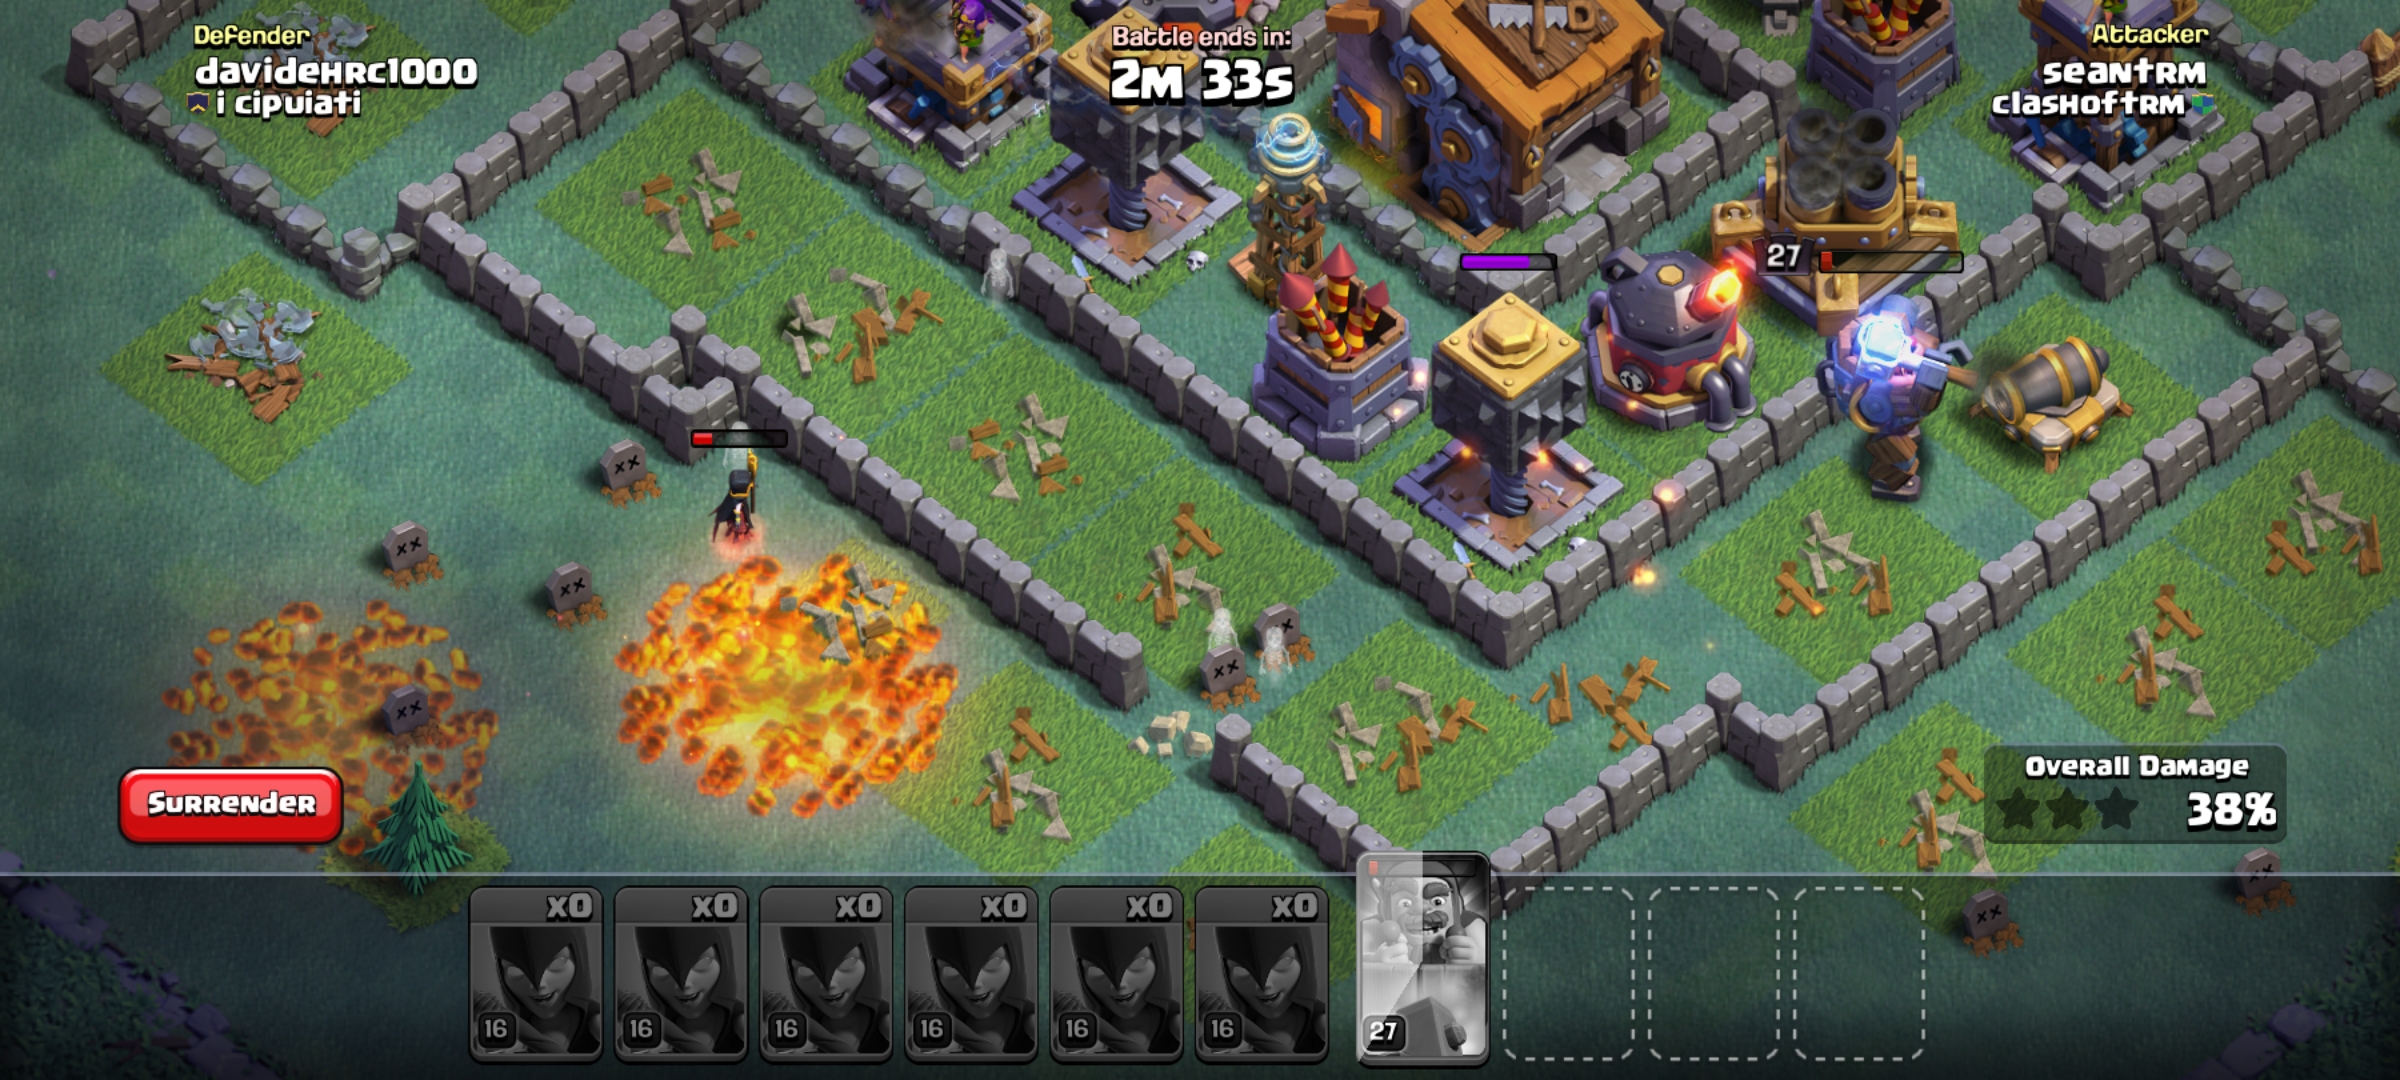 Defender
davidehrc1000
i cipuiati
Battle ends in:
2M 33s
Attacker
seantrm
clashoftrm
27
Surrender
Overall Damage
38%
x0
x0
x0
x0
x0
x0
16
16
16
16
16
16
27